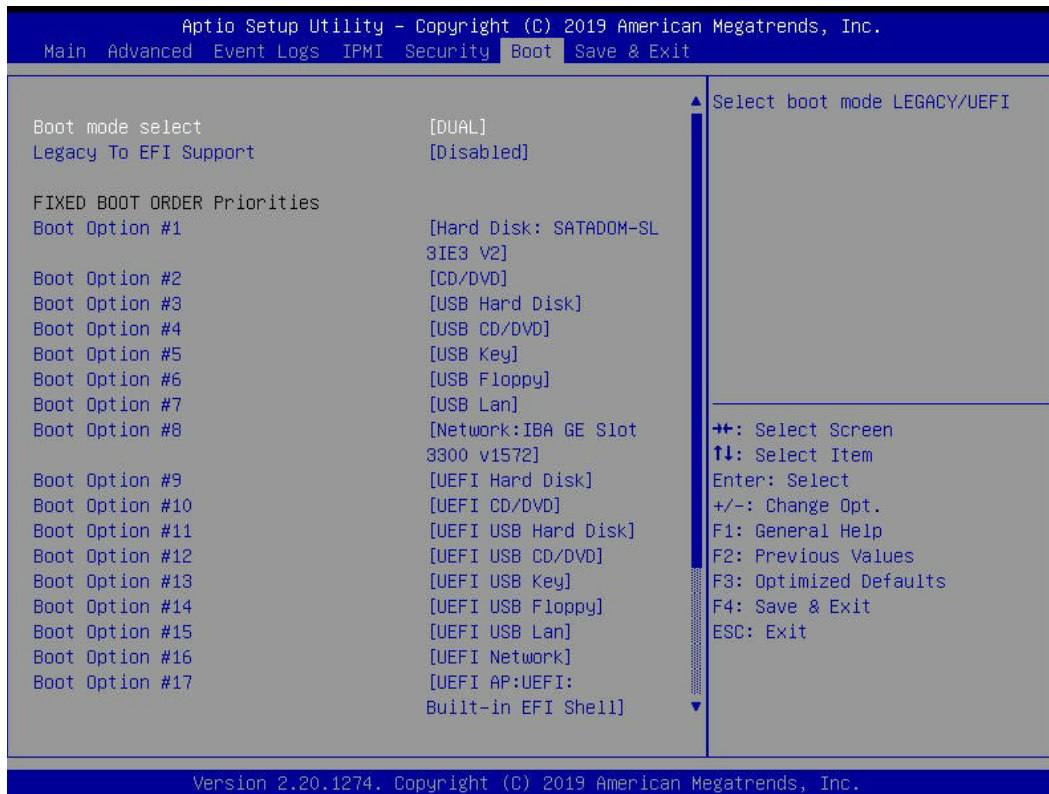 Aptio Setup Utility – Copyright (C) 2019 American Megatrends, Inc.
Main Advanced Event Logs IPMI Security Boot Save & Exit
Select boot mode LEGACY/UEFI
Boot mode select [DUAL]
Legacy To EFI Support [Disabled]
FIXED BOOT ORDER Priorities
Boot Option #1 [Hard Disk: SATADOM-SL
3IE3 V2]
Boot Option #2 [CD/DVD]
Boot Option #3 [USB Hard Disk]
Boot Option #4 [USB CD/DVD]
Boot Option #5 [USB Key]
Boot Option #6 [USB Floppy]
Boot Option #7 [USB Lan]
Boot Option #8 [Network:IBA GE Slot
3300 v1572]
Boot Option #9 [UEFI Hard Disk]
Boot Option #10 [UEFI CD/DVD]
Boot Option #11 [UEFI USB Hard Disk]
Boot Option #12 [UEFI USB CD/DVD]
Boot Option #13 [UEFI USB Key]
Boot Option #14 [UEFI USB Floppy]
Boot Option #15 [UEFI USB Lan]
Boot Option #16 [UEFI Network]
Boot Option #17 [UEFI AP:UEFI:
Built-in EFI Shell]
→←: Select Screen
↑↓: Select Item
Enter: Select
+/-: Change Opt.
F1: General Help
F2: Previous Values
F3: Optimized Defaults
F4: Save & Exit
ESC: Exit
Version 2.20.1274. Copyright (C) 2019 American Megatrends, Inc.